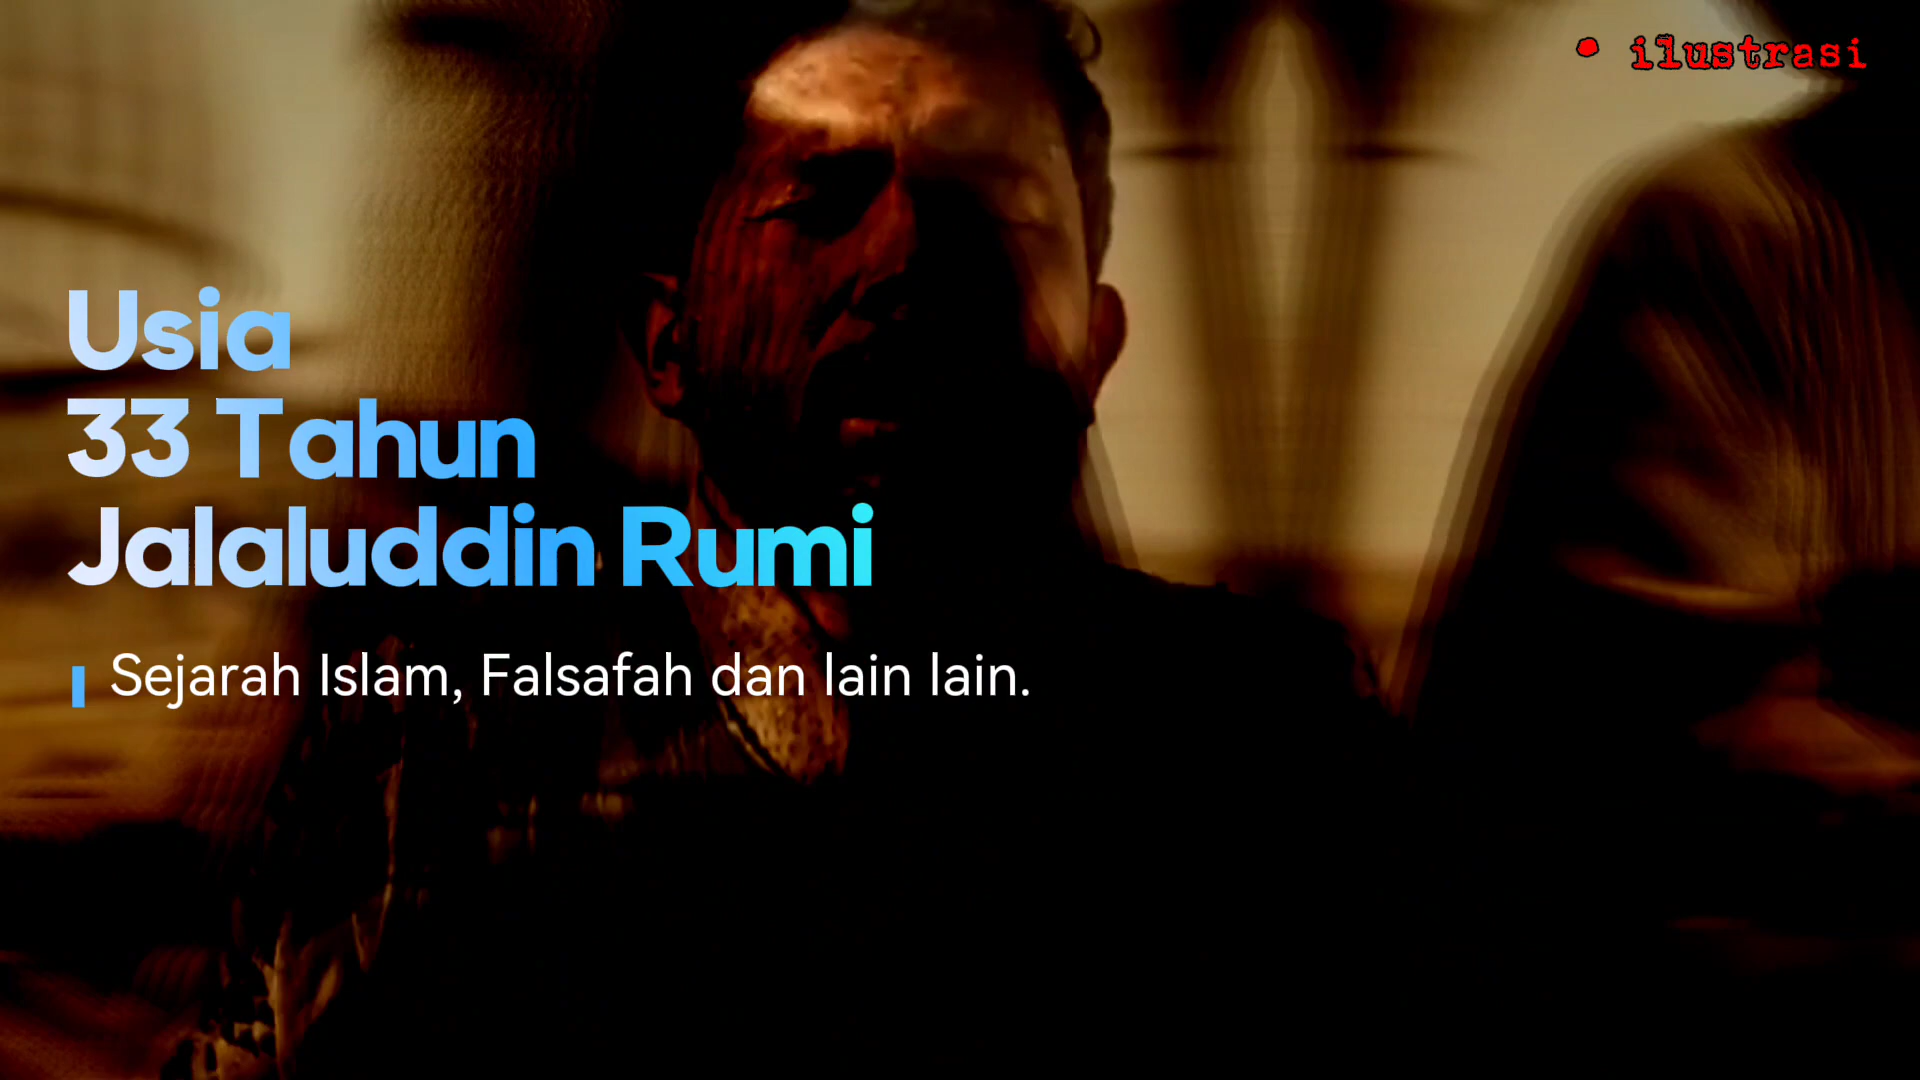 • ilustrasi
Usia
33 Tahun
Jalaluddin Rumi
Sejarah Islam, Falsafah dan lain lain.